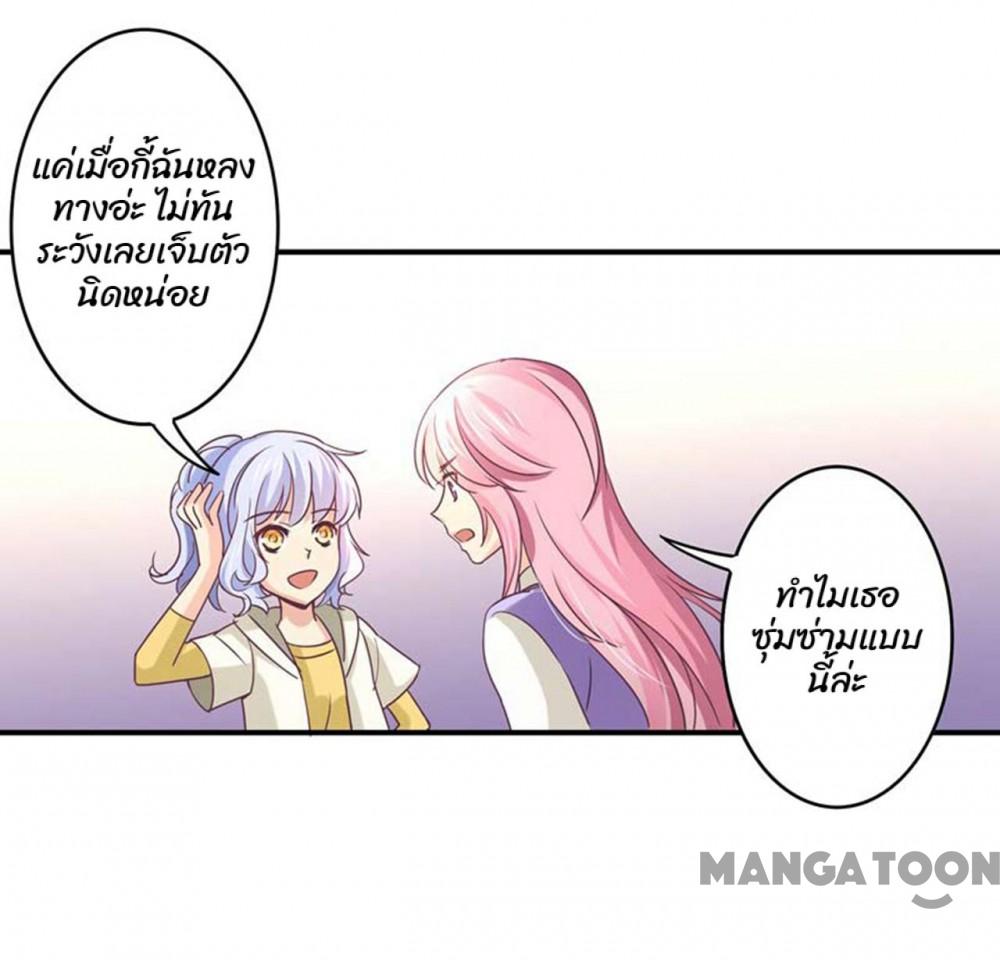 แค่เมื่อกี้ฉันหลง
ทางอ่ะ ไม่ทัน
ระวังเลยเจ็บตัว
นิดหน่อย
ทำไมเธอ
ซุ่มซ่ามแบบ
นี้ล่ะ
MANGATOON